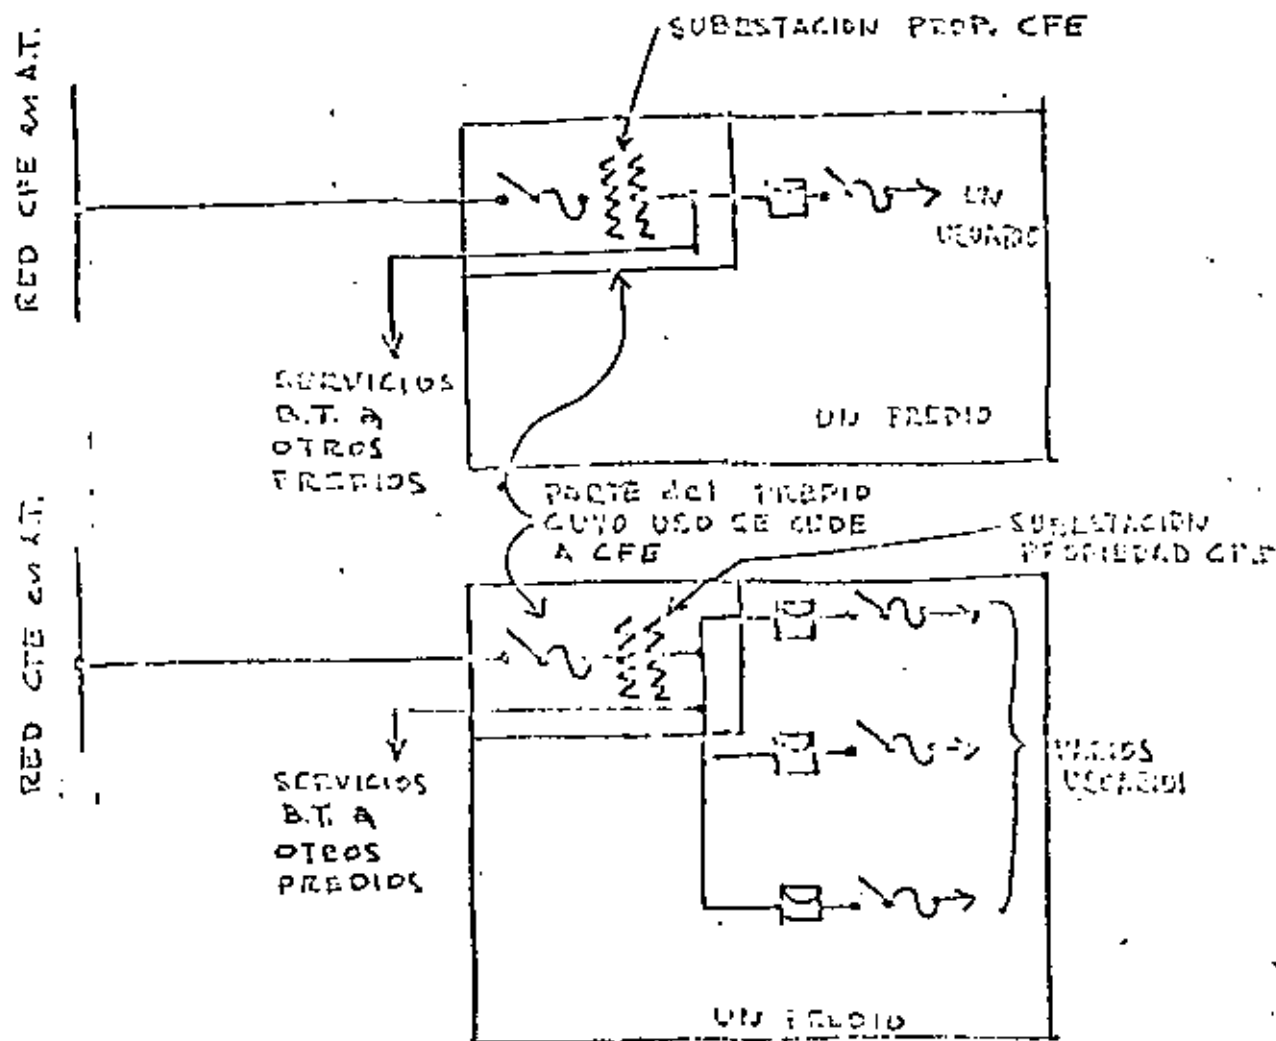 SUBESTACION PROP. CFE
RED CFE en A.T.
UN
USUARIO
SERVICIOS
B.T. A
OTROS
PREDIOS
UN PREDIO
PARTE del PREDIO
CUYO USO SE CEDE
A CFE
SUBESTACION
PROPIEDAD CFE
RED CFE en A.T.
VARIOS
USUARIOS
SERVICIOS
B.T. A
OTROS
PREDIOS
UN PREDIO